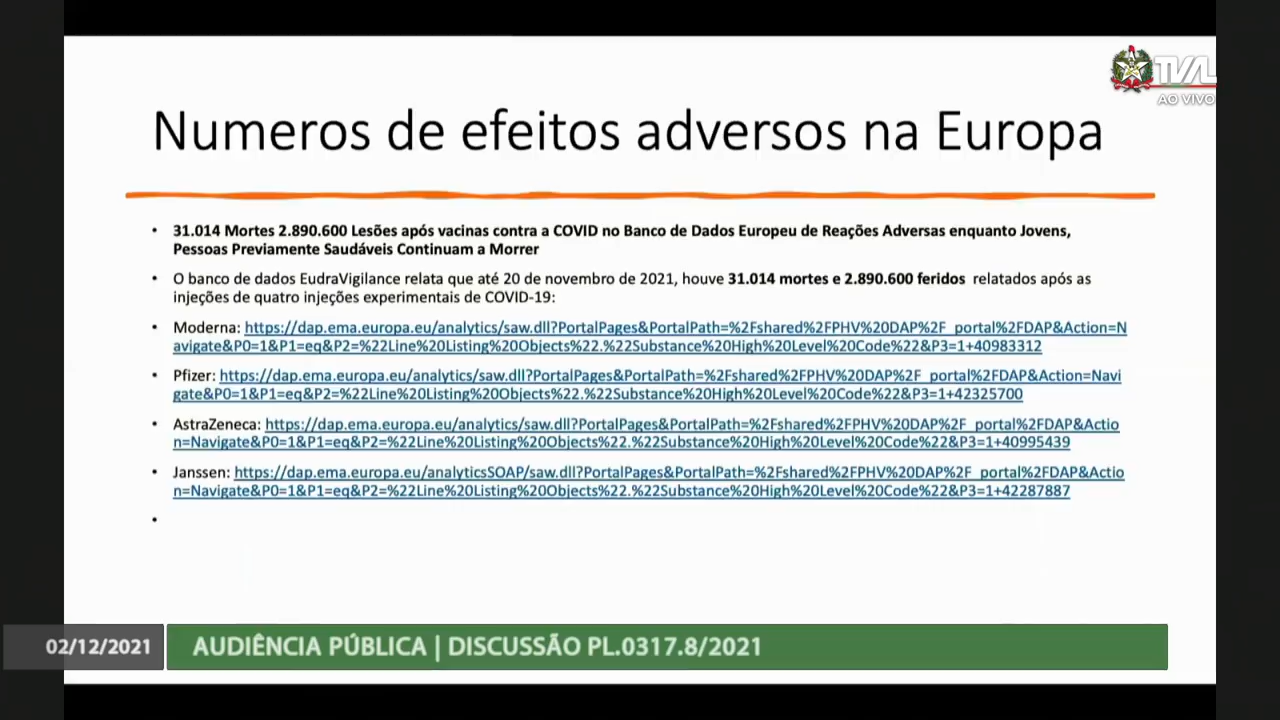 TVAL
AO VIVO
Numeros de efeitos adversos na Europa
• 31.014 Mortes 2.890.600 Lesões após vacinas contra a COVID no Banco de Dados Europeu de Reações Adversas enquanto Jovens,
Pessoas Previamente Saudáveis Continuam a Morrer
• O banco de dados EudraVigilance relata que até 20 de novembro de 2021, houve 31.014 mortes e 2.890.600 feridos relatados após as
injeções de quatro injeções experimentais de COVID-19:
• Moderna: https://dap.ema.europa.eu/analytics/saw.dll?PortalPages&PortalPath=%2Fshared%2FPHV%20DAP%2F_portal%2FDAP&Action=N
avigate&P0=1&P1=eq&P2=%22Line%20Listing%20Objects%22.%22Substance%20High%20Level%20Code%22&P3=1+40983312
• Pfizer: https://dap.ema.europa.eu/analytics/saw.dll?PortalPages&PortalPath=%2Fshared%2FPHV%20DAP%2F_portal%2FDAP&Action=Navi
gate&P0=1&P1=eq&P2=%22Line%20Listing%20Objects%22.%22Substance%20High%20Level%20Code%22&P3=1+42325700
• AstraZeneca: https://dap.ema.europa.eu/analytics/saw.dll?PortalPages&PortalPath=%2Fshared%2FPHV%20DAP%2F_portal%2FDAP&Actio
n=Navigate&P0=1&P1=eq&P2=%22Line%20Listing%20Objects%22.%22Substance%20High%20Level%20Code%22&P3=1+40995439
• Janssen: https://dap.ema.europa.eu/analyticsSOAP/saw.dll?PortalPages&PortalPath=%2Fshared%2FPHV%20DAP%2F_portal%2FDAP&Actio
n=Navigate&P0=1&P1=eq&P2=%22Line%20Listing%20Objects%22.%22Substance%20High%20Level%20Code%22&P3=1+42287887
•
02/12/2021
AUDIÊNCIA PÚBLICA | DISCUSSÃO PL.0317.8/2021